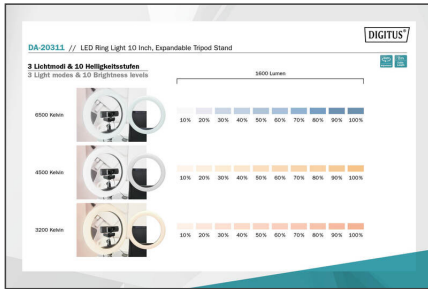 DIGITUS®
DA-20311 // LED Ring Light 10 Inch, Expandable Tripod Stand
3 Lichtmodi & 10 Helligkeitsstufen
3 Light modes & 10 Brightness levels
1600 Lumen
6500 Kelvin
10% 20% 30% 40% 50% 60% 70% 80% 90% 100%
4500 Kelvin
10% 20% 30% 40% 50% 60% 70% 80% 90% 100%
3200 Kelvin
10% 20% 30% 40% 50% 60% 70% 80% 90% 100%